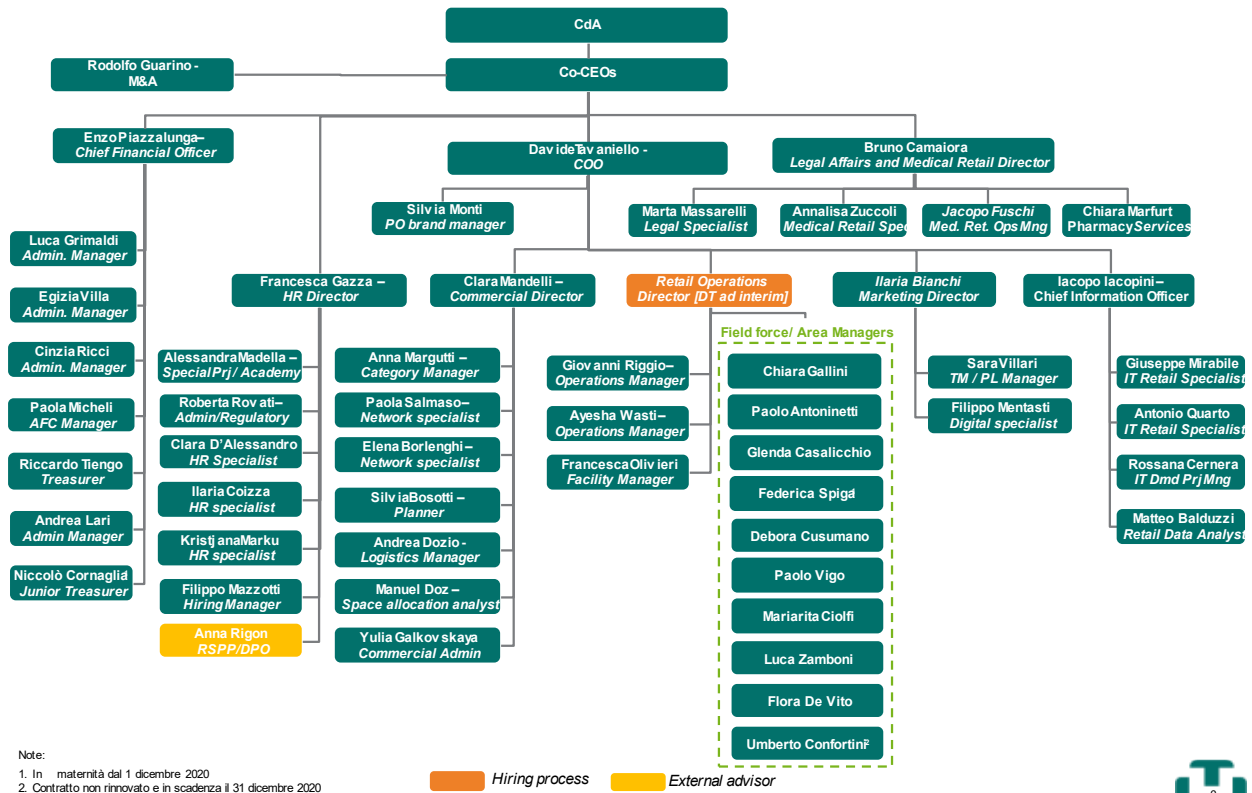 CdA
Rodolfo Guarino -
M&A
Co-CEOs
Enzo Piazzalunga–
Chief Financial Officer
Davide Tavaniello -
COO
Bruno Camaiora
Legal Affairs and Medical Retail Director
Silvia Monti
PO brand manager
Marta Massarelli
Legal Specialist
Annalisa Zuccoli
Medical Retail Spec
Jacopo Fuschi
Med. Ret. Ops Mng
Chiara Marfurt
Pharmacy Services
Luca Grimaldi
Admin. Manager
Egizia Villa
Admin. Manager
Cinzia Ricci
Admin. Manager
Paola Micheli
AFC Manager
Riccardo Tiengo
Treasurer
Andrea Lari
Admin Manager
Niccolò Cornaglia1
Junior Treasurer
Francesca Gazza –
HR Director
Alessandra Madella –
Special Prj / Academy
Roberta Rovati–
Admin/Regulatory
Clara D'Alessandro
HR Specialist
Ilaria Coizza
HR specialist
Kristjana Marku
HR specialist
Filippo Mazzotti
Hiring Manager
Anna Rigon
RSPP/DPO
Clara Mandelli –
Commercial Director
Anna Margutti –
Category Manager
Paola Salmaso–
Network specialist
Elena Borlenghi –
Network specialist
Silvia Bosotti –
Planner
Andrea Dozio-
Logistics Manager
Manuel Doz –
Space allocation analyst
Yulia Galkovskaya
Commercial Admin
Retail Operations
Director [DT ad interim]
Giovanni Riggio–
Operations Manager
Ayesha Wasti–
Operations Manager
Francesca Olivieri
Facility Manager
Field force/ Area Managers
Chiara Gallini
Paolo Antoninetti
Glenda Casalicchio
Federica Spiga1
Debora Cusumano
Paolo Vigo
Mariarita Ciolfi
Luca Zamboni
Flora De Vito
Umberto Confortini2
Ilaria Bianchi
Marketing Director
Sara Villari
TM / PL Manager
Filippo Mentasti
Digital specialist
Iacopo Iacopini–
Chief Information Officer
Giuseppe Mirabile
IT Retail Specialist
Antonio Quarto
IT Retail Specialist
Rossana Cernera
IT Dmd Prj Mng
Matteo Balduzzi
Retail Data Analyst
Note:
1. In maternità dal 1 dicembre 2020
2. Contratto non rinnovato e in scadenza il 31 dicembre 2020
Hiring process
External advisor